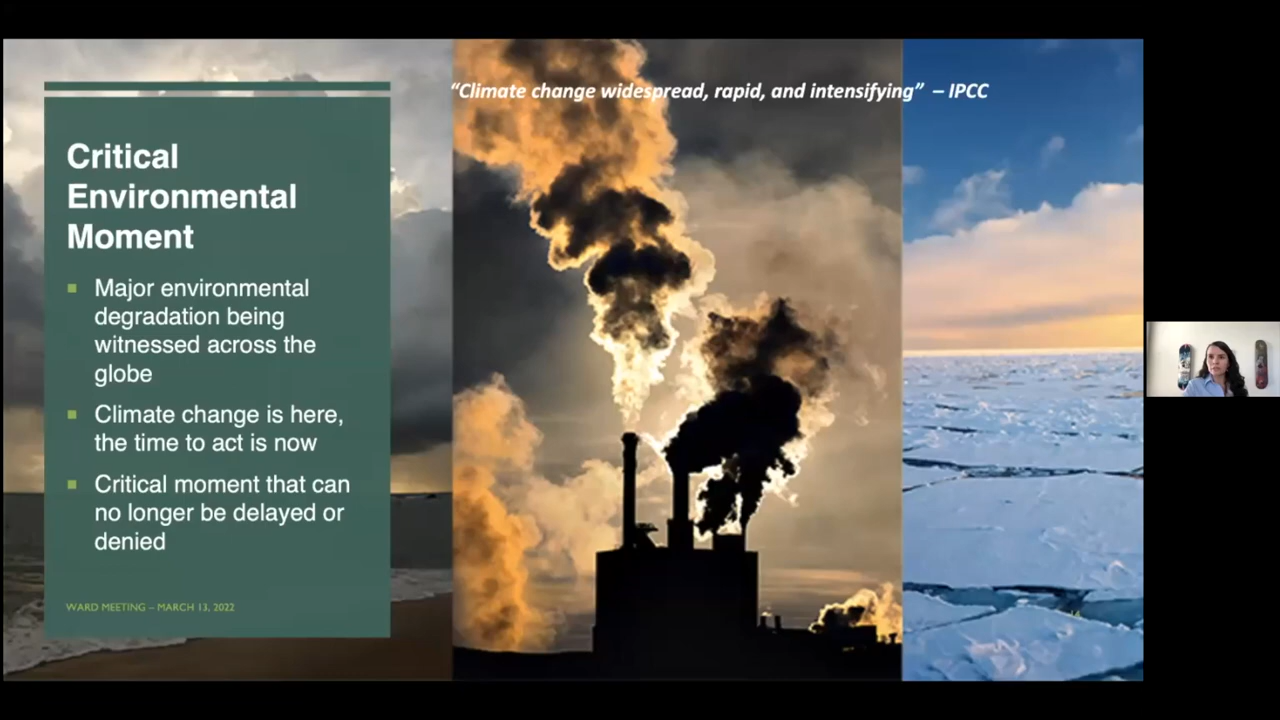 “Climate change widespread, rapid, and intensifying” – IPCC
Critical
Environmental
Moment
Major environmental
degradation being
witnessed across the
globe
Climate change is here,
the time to act is now
Critical moment that can
no longer be delayed or
denied
WARD MEETING – MARCH 13, 2022